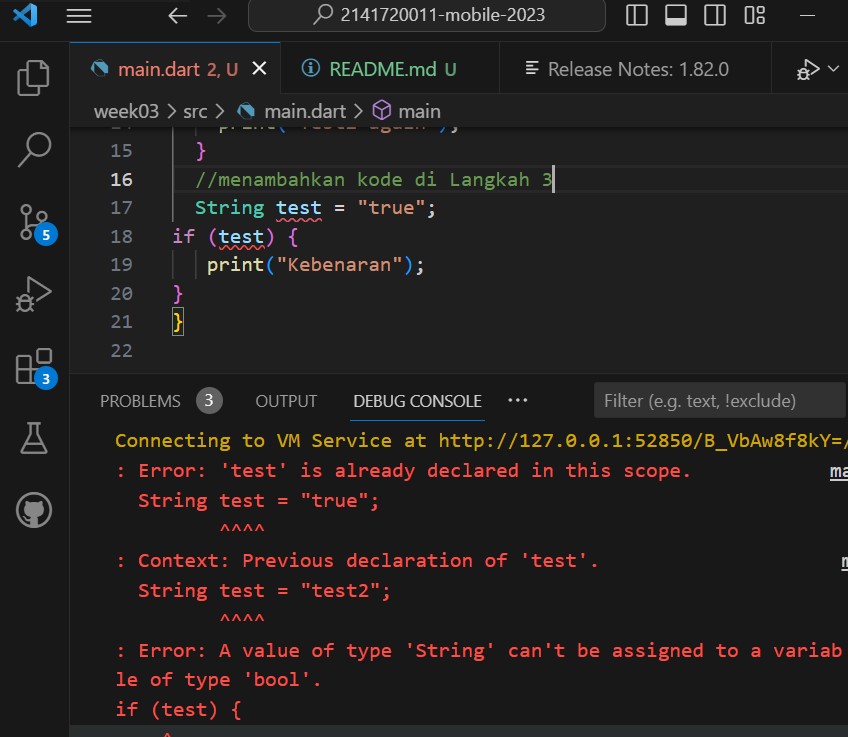 2141720011-mobile-2023
main.dart 2, U
README.md U
Release Notes: 1.82.0
week03 > src > main.dart > main
15 }
16 //menambahkan kode di Langkah 3
17 String test = "true";
18 if (test) {
19 print("Kebenaran");
20 }
21 }
22
5
3
PROBLEMS 3 OUTPUT DEBUG CONSOLE ... Filter (e.g. text, !exclude)
Connecting to VM Service at http://127.0.0.1:52850/B_VbAw8f8kY=/
: Error: 'test' is already declared in this scope. ma
String test = "true";
^^^^
: Context: Previous declaration of 'test'. m
String test = "test2";
^^^^
: Error: A value of type 'String' can't be assigned to a variab
le of type 'bool'.
if (test) {
^